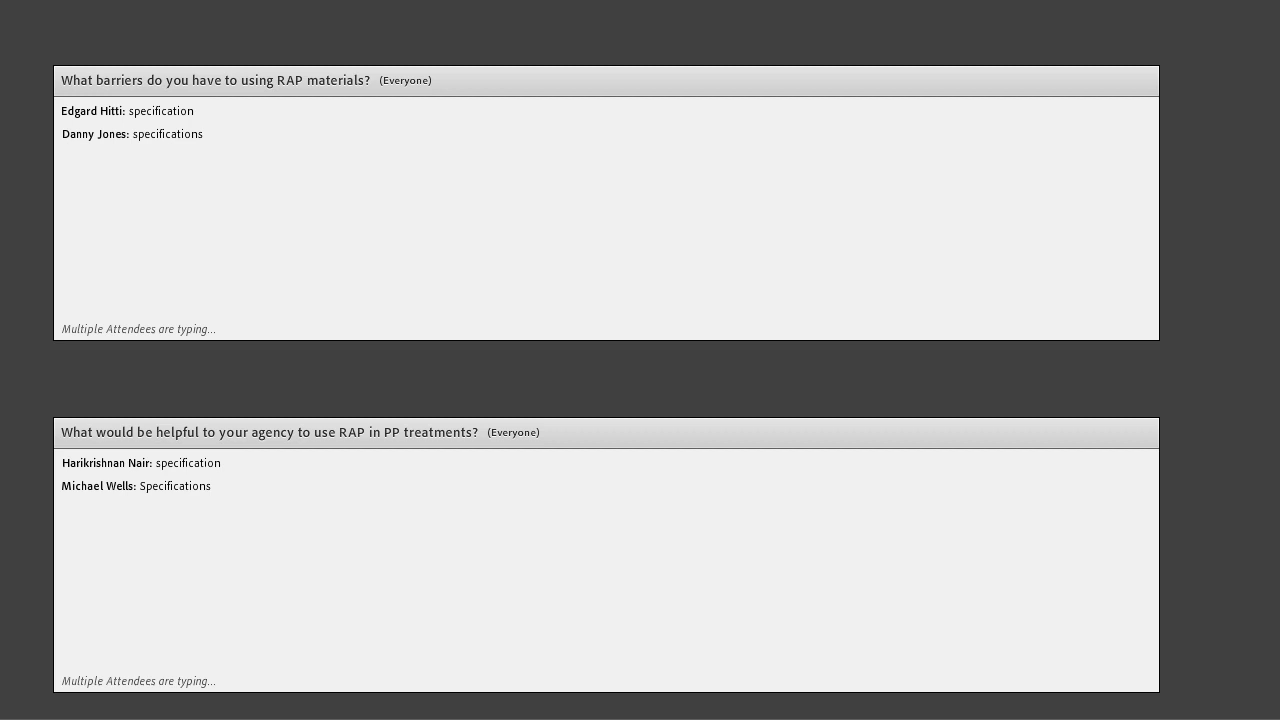 What barriers do you have to using RAP materials? (Everyone)
Edgard Hitti: specification
Danny Jones: specifications
Multiple Attendees are typing...
What would be helpful to your agency to use RAP in PP treatments? (Everyone)
Harikrishnan Nair: specification
Michael Wells: Specifications
Multiple Attendees are typing...